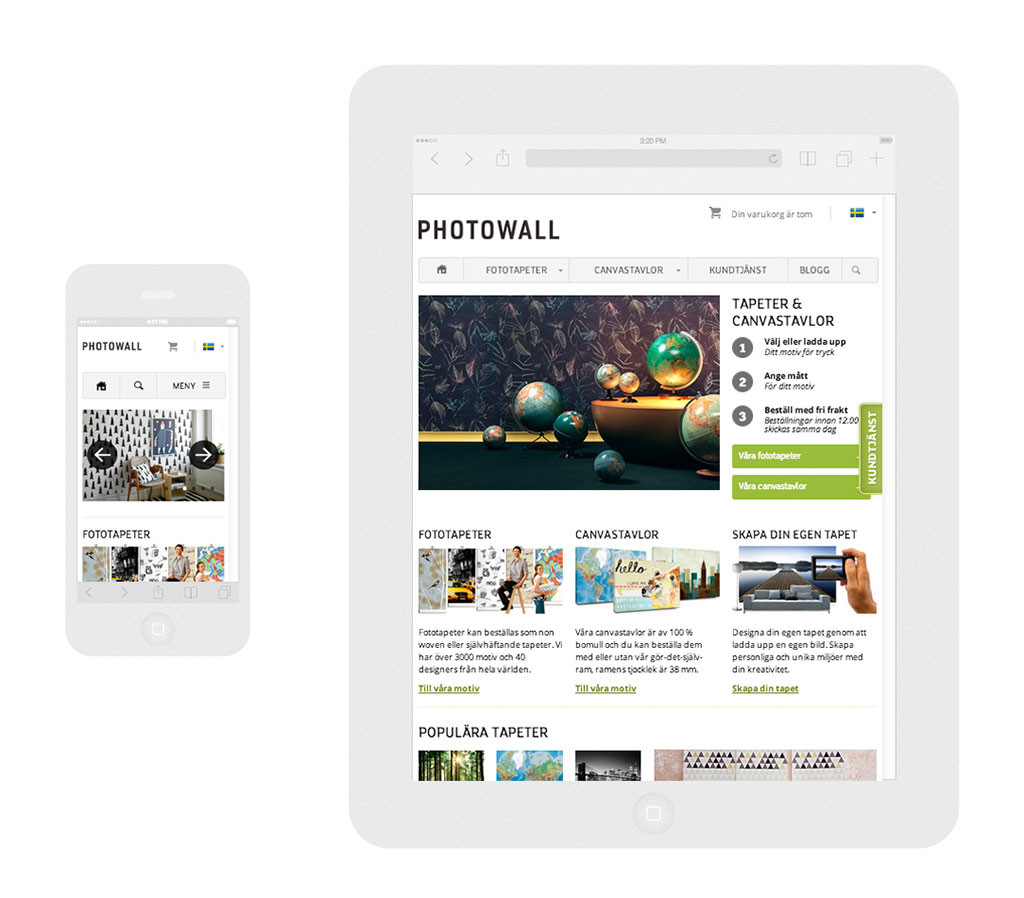 4:17 PM
PHOTOWALL
MENY
FOTOTAPETER
3:20 PM
Din varukorg är tom
PHOTOWALL
FOTOTAPETER CANVASTAVLOR KUNDTJÄNST BLOGG
TAPETER &
CANVASTAVLOR
1 Välj eller ladda upp
Ditt motiv för tryck
2 Ange mått
För ditt motiv
3 Beställ med fri frakt
Beställningar innan 12.00
skickas samma dag
Våra fototapeter
Våra canvastavlor
KUNDTJÄNST
FOTOTAPETER
CANVASTAVLOR
SKAPA DIN EGEN TAPET
hello
Fototapeter kan beställas som non
woven eller självhäftande tapeter. Vi
har över 3000 motiv och 40
designers från hela världen.
Till våra motiv
Våra canvastavlor är av 100 %
bomull och du kan beställa dem
med eller utan vår gör-det-själv-
ram, ramens tjocklek är 38 mm.
Till våra motiv
Designa din egen tapet genom att
ladda upp en egen bild. Skapa
personliga och unika miljöer med
din kreativitet.
Skapa din tapet
POPULÄRA TAPETER